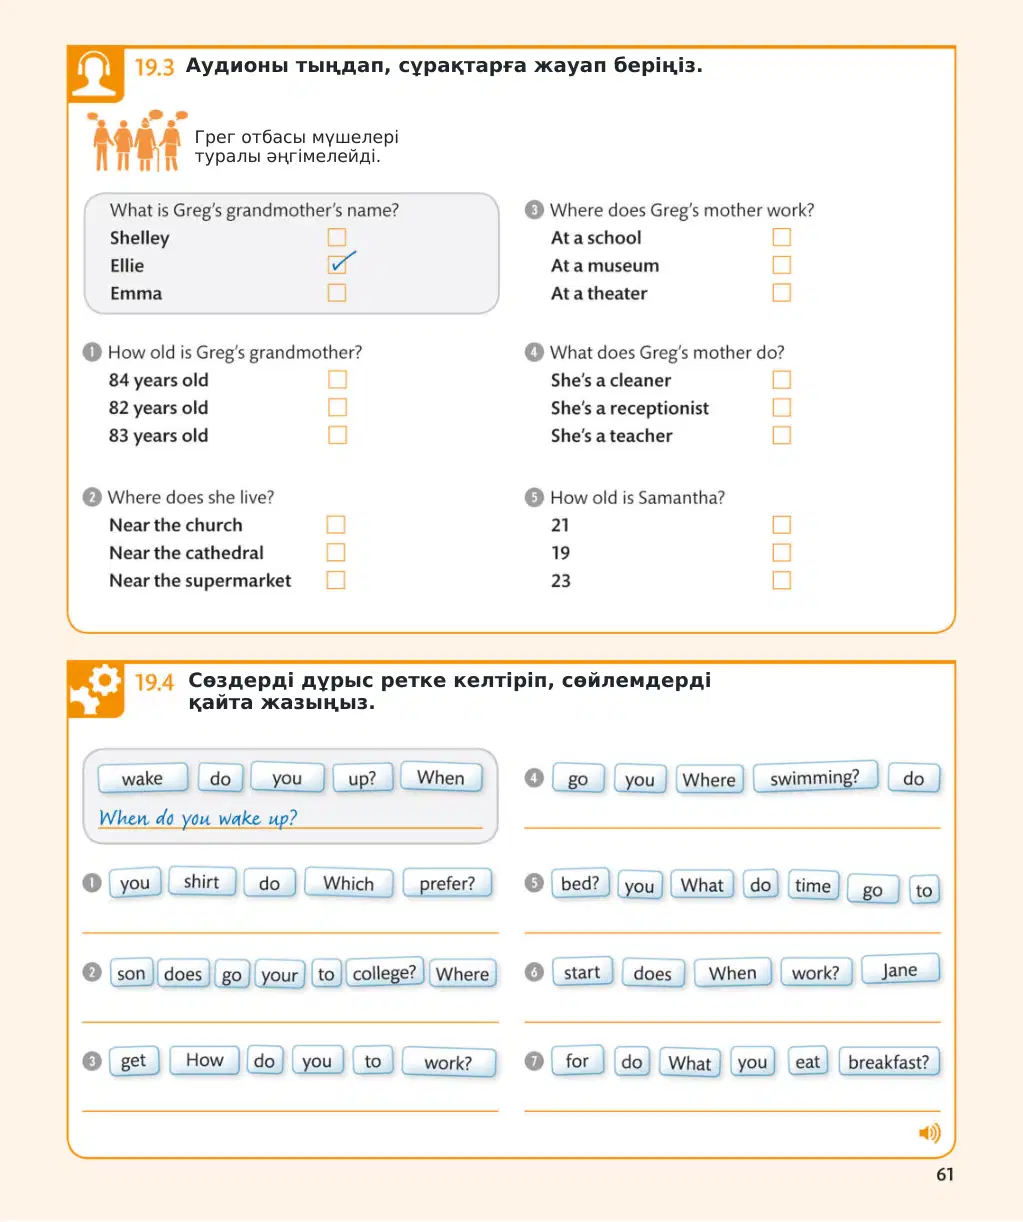 19.3 Аудионы тыңдап, сұрақтарға жауап беріңіз.
Грег отбасы мүшелері
туралы әңгімелейді.
What is Greg's grandmother's name?
Shelley
Ellie
Emma
1 How old is Greg's grandmother?
84 years old
82 years old
83 years old
2 Where does she live?
Near the church
Near the cathedral
Near the supermarket
3 Where does Greg's mother work?
At a school
At a museum
At a theater
4 What does Greg's mother do?
She's a cleaner
She's a receptionist
She's a teacher
5 How old is Samantha?
21
19
23
19.4 Сөздерді дұрыс ретке келтіріп, сөйлемдерді
қайта жазыңыз.
wake do you up? When
When do you wake up?
1 you shirt do Which prefer?
2 son does go your to college? Where
3 get How do you to work?
4 go you Where swimming? do
5 bed? you What do time go to
6 start does When work? Jane
7 for do What you eat breakfast?
61